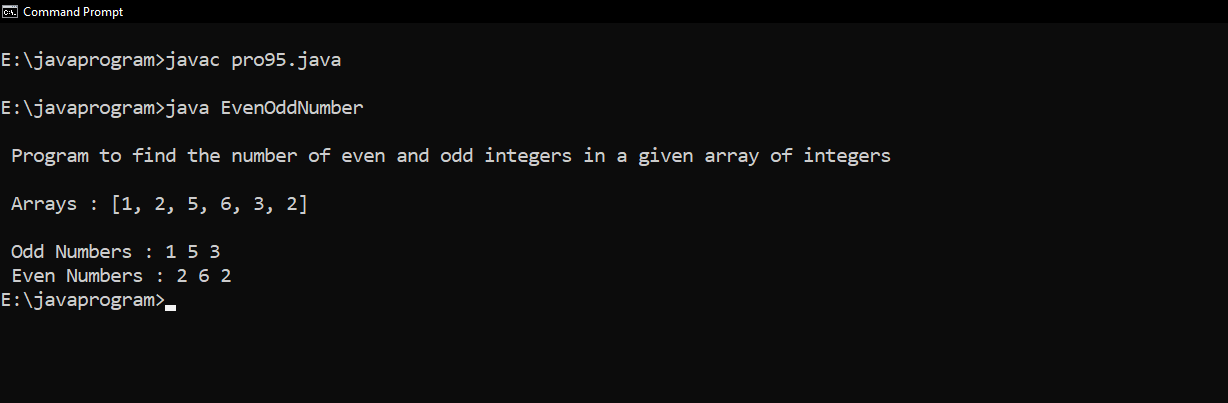 Command Prompt
E:\javaprogram>javac pro95.java
E:\javaprogram>java EvenOddNumber
Program to find the number of even and odd integers in a given array of integers
Arrays : [1, 2, 5, 6, 3, 2]
Odd Numbers : 1 5 3
Even Numbers : 2 6 2
E:\javaprogram>